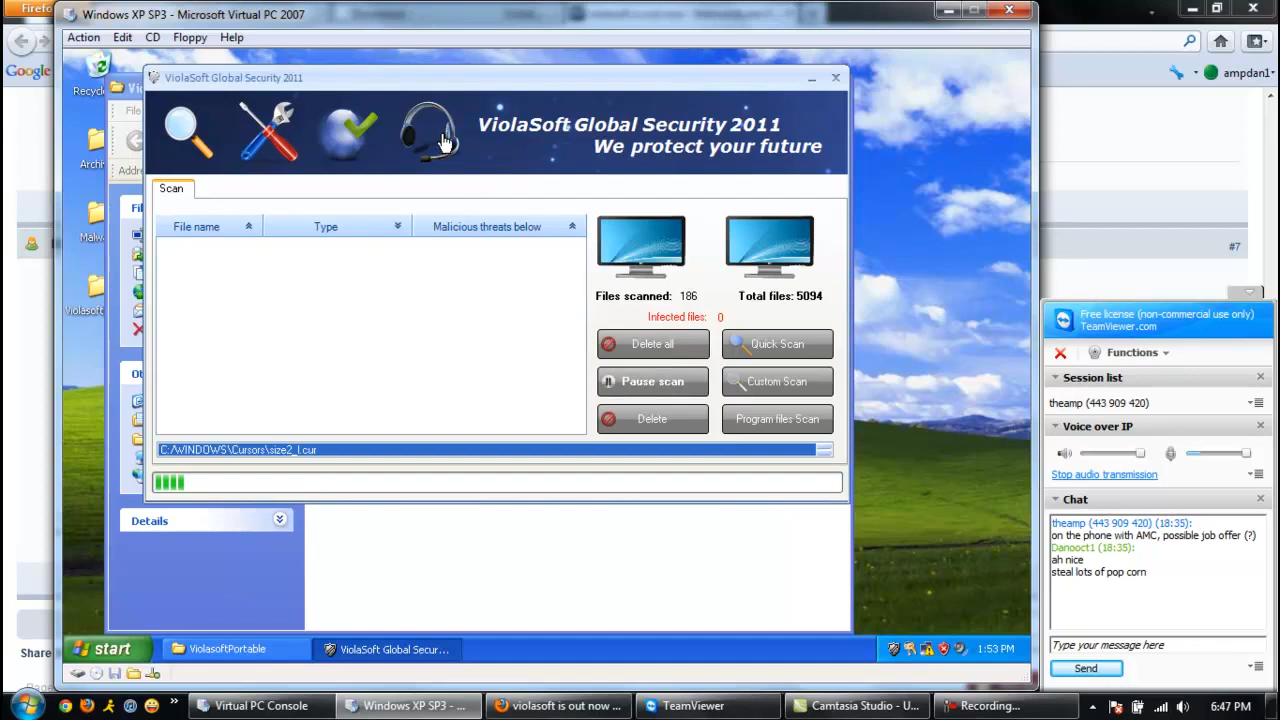 Firefo
Windows XP SP3 - Microsoft Virtual PC 2007
Action Edit CD Floppy Help
Google
ampdan1
ViolaSoft Global Security 2011
ViolaSoft Global Security 2011
We protect your future
Scan
File name Type Malicious threats below
Files scanned: 186 Total files: 5094
Infected files: 0
Delete all Quick Scan
Pause scan Custom Scan
Delete Program files Scan
C:/WINDOWS\Cursors\size2_l.cur
Details
Recycl
Archi
Malw
Violasoft
Vi
File
Addre
Fil
Ot
start ViolasoftPortable ViolaSoft Global Secur... 1:53 PM
#7
Share
Free license (non-commercial use only)
TeamViewer.com
Functions
Session list
theamp (443 909 420)
Voice over IP
Stop audio transmission
Chat
theamp (443 909 420) (18:35):
on the phone with AMC, possible job offer (?)
Danooct1 (18:35):
ah nice
steal lots of pop corn
Type your message here
Send
Virtual PC Console Windows XP SP3 - ... violasoft is out now ... TeamViewer Camtasia Studio - U... Recording... 6:47 PM